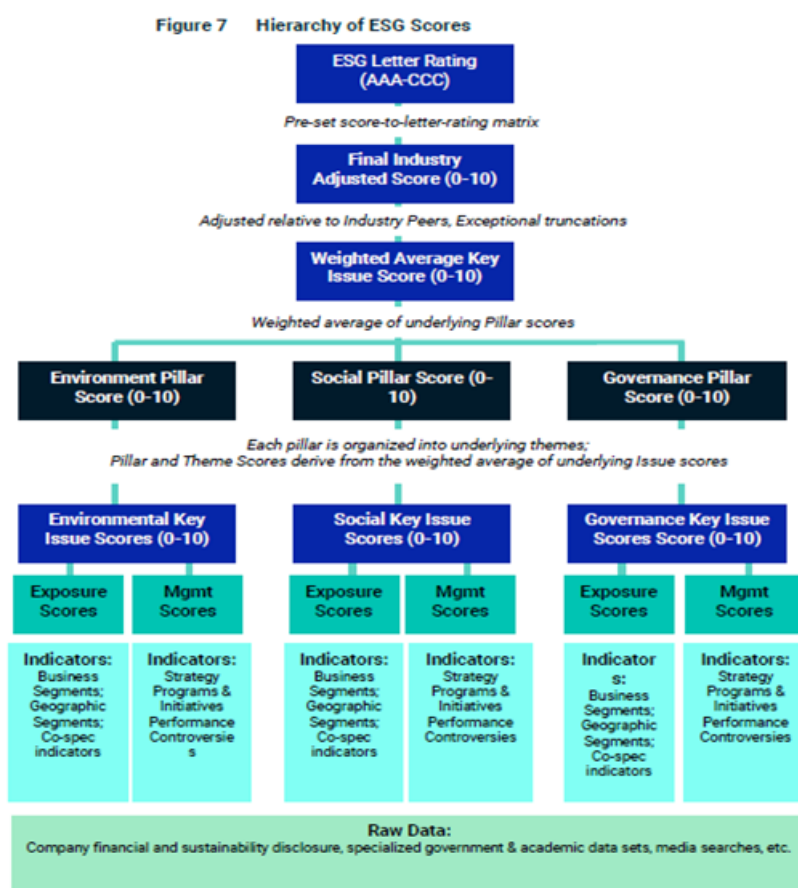 Figure 7 Hierarchy of ESG Scores
ESG Letter Rating
(AAA-CCC)
Pre-set score-to-letter-rating matrix
Final Industry
Adjusted Score (0-10)
Adjusted relative to Industry Peers, Exceptional truncations
Weighted Average Key
Issue Score (0-10)
Weighted average of underlying Pillar scores
Environment Pillar
Score (0-10)
Social Pillar Score (0-
10)
Governance Pillar
Score (0-10)
Each pillar is organized into underlying themes;
Pillar and Theme Scores derive from the weighted average of underlying Issue scores
Environmental Key
Issue Scores (0-10)
Social Key Issue
Scores (0-10)
Governance Key Issue
Scores Score (0-10)
Exposure
Scores
Mgmt
Scores
Exposure
Scores
Mgmt
Scores
Exposure
Scores
Mgmt
Scores
Indicators:
Business
Segments;
Geographic
Segments;
Co-spec
indicators
Indicators:
Strategy
Programs &
Initiatives
Performance
Controversie
s
Indicators:
Business
Segments;
Geographic
Segments;
Co-spec
indicators
Indicators:
Strategy
Programs &
Initiatives
Performance
Controversies
Indicator
s:
Business
Segments;
Geographic
Segments;
Co-spec
indicators
Indicators:
Strategy
Programs &
Initiatives
Performance
Controversies
Raw Data:
Company financial and sustainability disclosure, specialized government & academic data sets, media searches, etc.